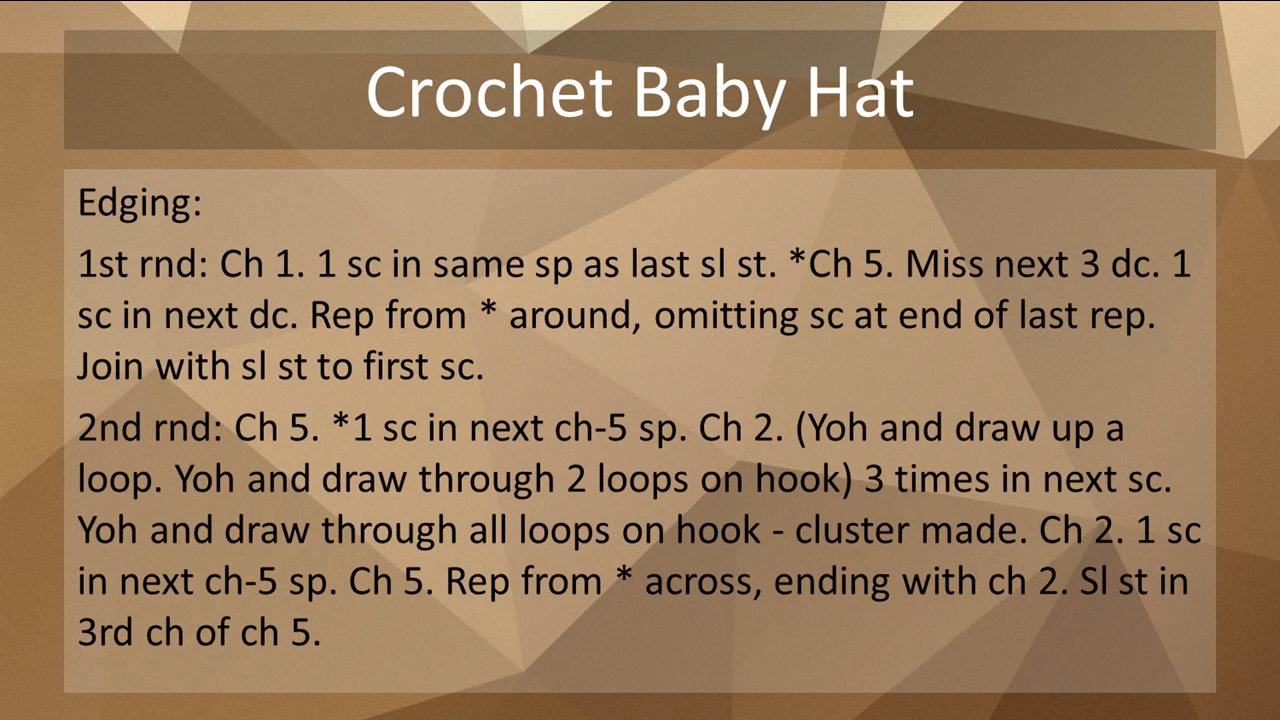 Crochet Baby Hat
Edging:
1st rnd: Ch 1. 1 sc in same sp as last sl st. *Ch 5. Miss next 3 dc. 1
sc in next dc. Rep from * around, omitting sc at end of last rep.
Join with sl st to first sc.
2nd rnd: Ch 5. *1 sc in next ch-5 sp. Ch 2. (Yoh and draw up a
loop. Yoh and draw through 2 loops on hook) 3 times in next sc.
Yoh and draw through all loops on hook - cluster made. Ch 2. 1 sc
in next ch-5 sp. Ch 5. Rep from * across, ending with ch 2. Sl st in
3rd ch of ch 5.